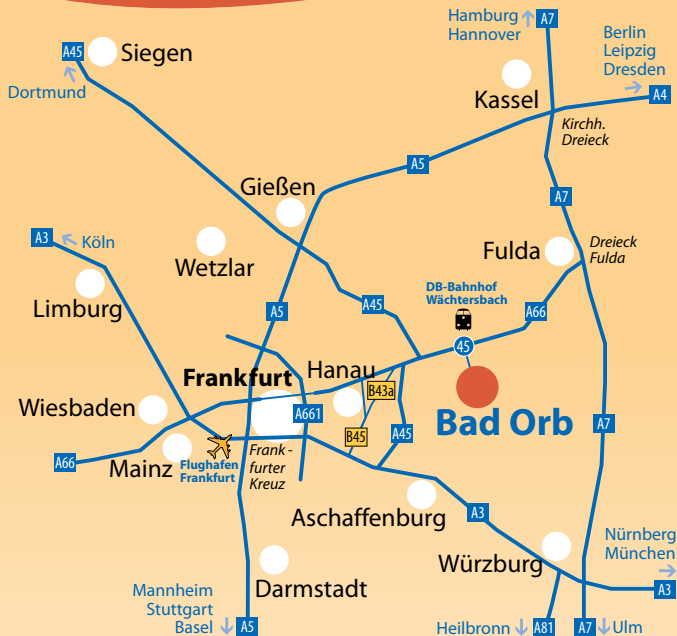 Hamburg
Hannover
A7
Berlin
Leipzig
Dresden
A45
Siegen
Dortmund
Kassel
A4
Kirchh.
Dreieck
A5
Gießen
A7
A3
Köln
Wetzlar
Fulda
Dreieck
Fulda
Limburg
DB-Bahnhof
Wächtersbach
A5
A45
A66
45
Frankfurt
Hanau
B43a
Wiesbaden
A661
Bad Orb
A7
B45
A45
A66
Mainz
Flughafen
Frankfurt
Frank-
furter
Kreuz
Aschaffenburg
A3
Würzburg
Nürnberg
München
A3
Darmstadt
Mannheim
Stuttgart
Basel
A5
Heilbronn
A81
A7
Ulm